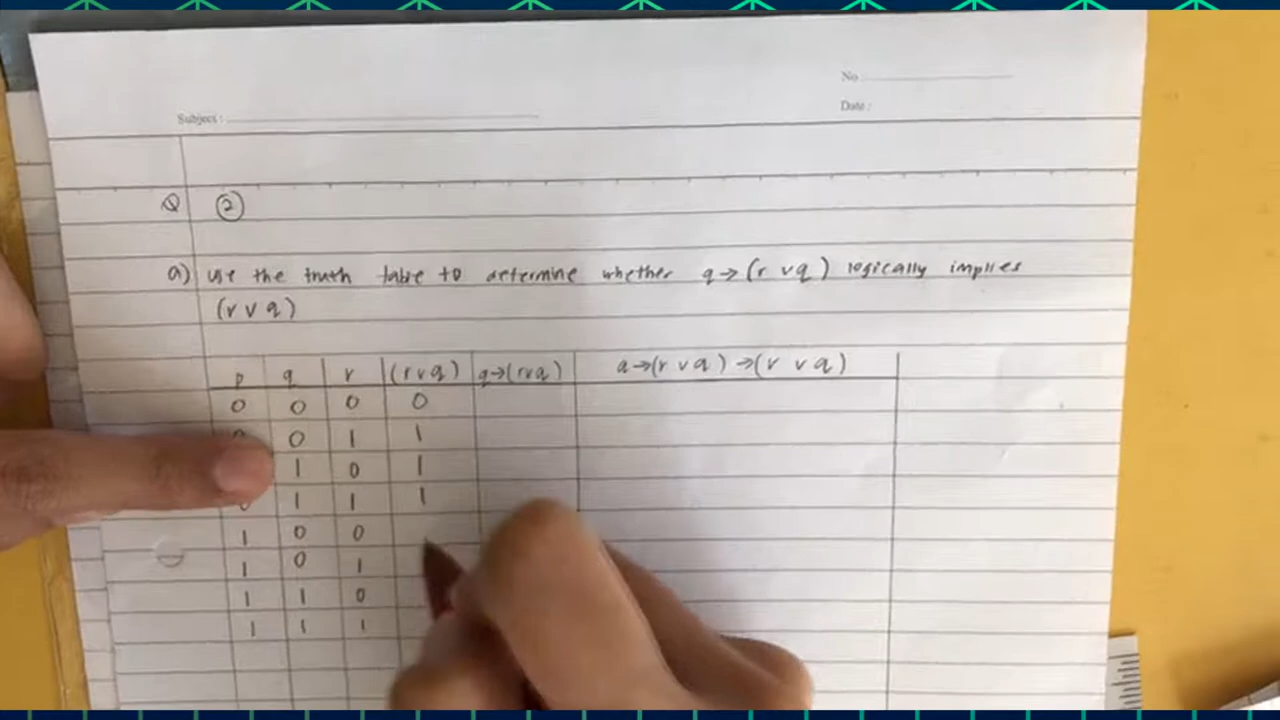 No
Subject :
Date :
Q ②
a) use the truth table to determine whether q→(r ∨q) logically implies
(r ∨ q)
p q r (r∨q) q→(r∨q) q→(r ∨q)→(r ∨q)
0 0 0 0
0 0 1 1
1 0 1
0 1 1 1
1 0 0
1 0 1
1 1 0
1 1 1